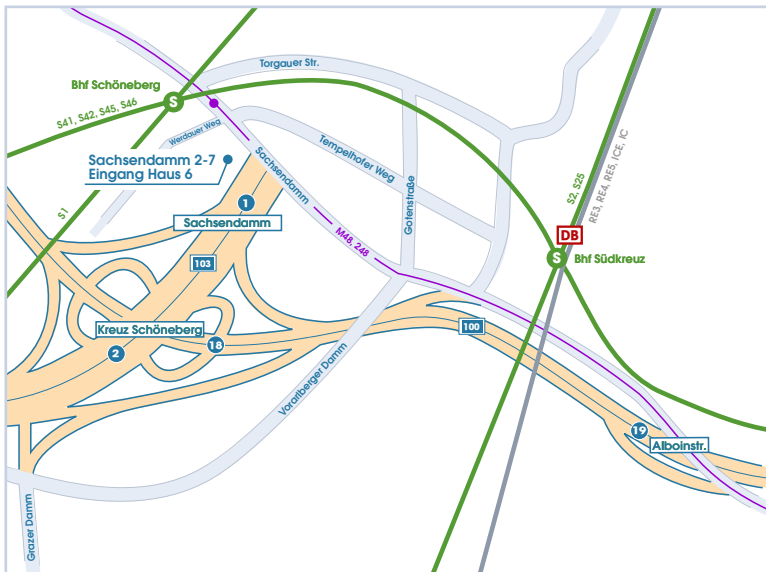 Torgauer Str.
Bhf Schöneberg
S
S41, S42, S45, S46
Werdauer Weg
Tempelhofer Weg
Sachsendamm 2-7
Eingang Haus 6
Sachsendamm
Gotenstraße
S2, S25
RE3, RE4, RE5, ICE, IC
S1
1
Sachsendamm
M48, 248
DB
S
Bhf Südkreuz
103
Kreuz Schöneberg
100
18
2
Vorarlberger Damm
19
Alboinstr.
Grazer Damm